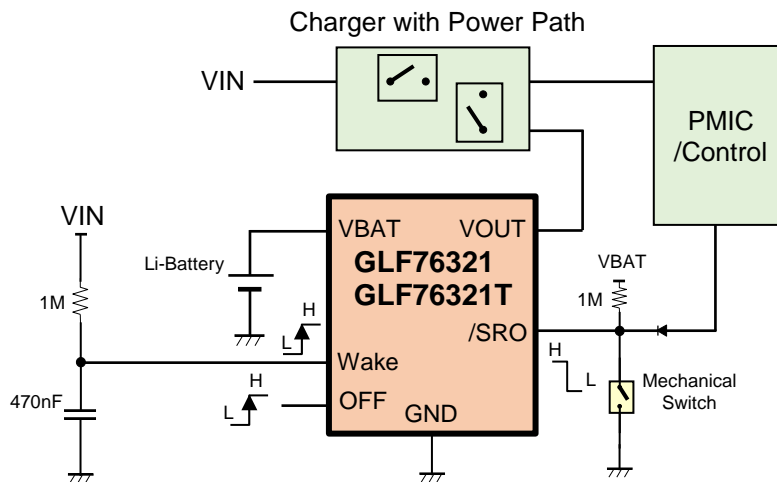 Charger with Power Path
VIN
PMIC
/Control
VIN
1M
470nF
Li-Battery
VBAT
VOUT
GLF76321
GLF76321T
/SRO
Wake
OFF
GND
H
L
H
L
H
L
VBAT
1M
Mechanical
Switch